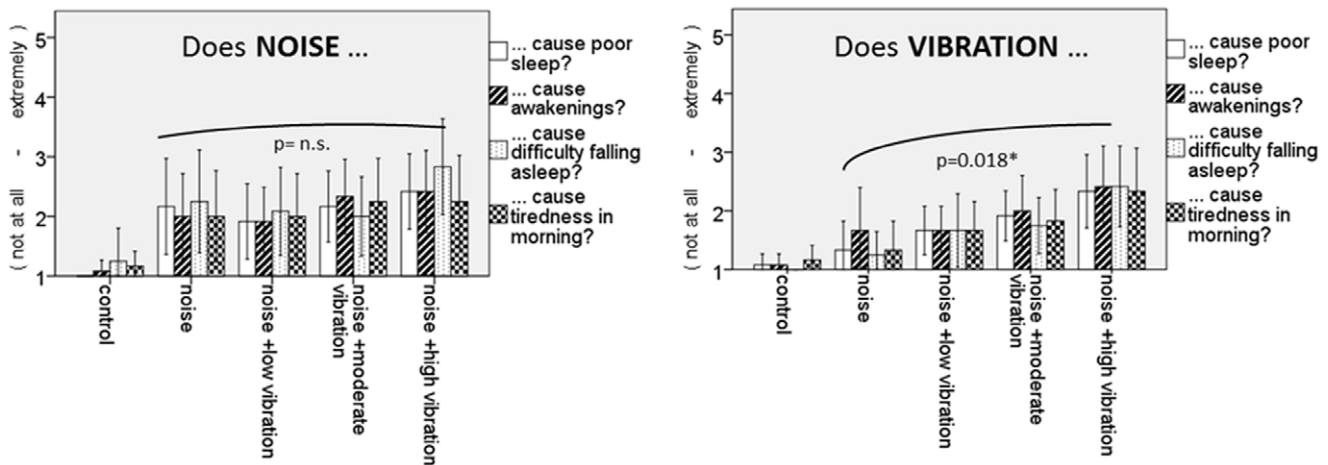 Does NOISE ...
( not at all - extremely )
5
4
3
2
1
p= n.s.
control
noise
noise +low vibration
noise +moderate
vibration
noise +high vibration
... cause poor
sleep?
... cause
awakenings?
... cause
difficulty falling
asleep?
... cause
tiredness in
morning?
Does VIBRATION ...
( not at all - extremely )
5
4
3
2
1
p=0.018*
control
noise
noise +low vibration
noise +moderate
vibration
noise +high vibration
... cause poor
sleep?
... cause
awakenings?
... cause
difficulty falling
asleep?
... cause
tiredness in
morning?